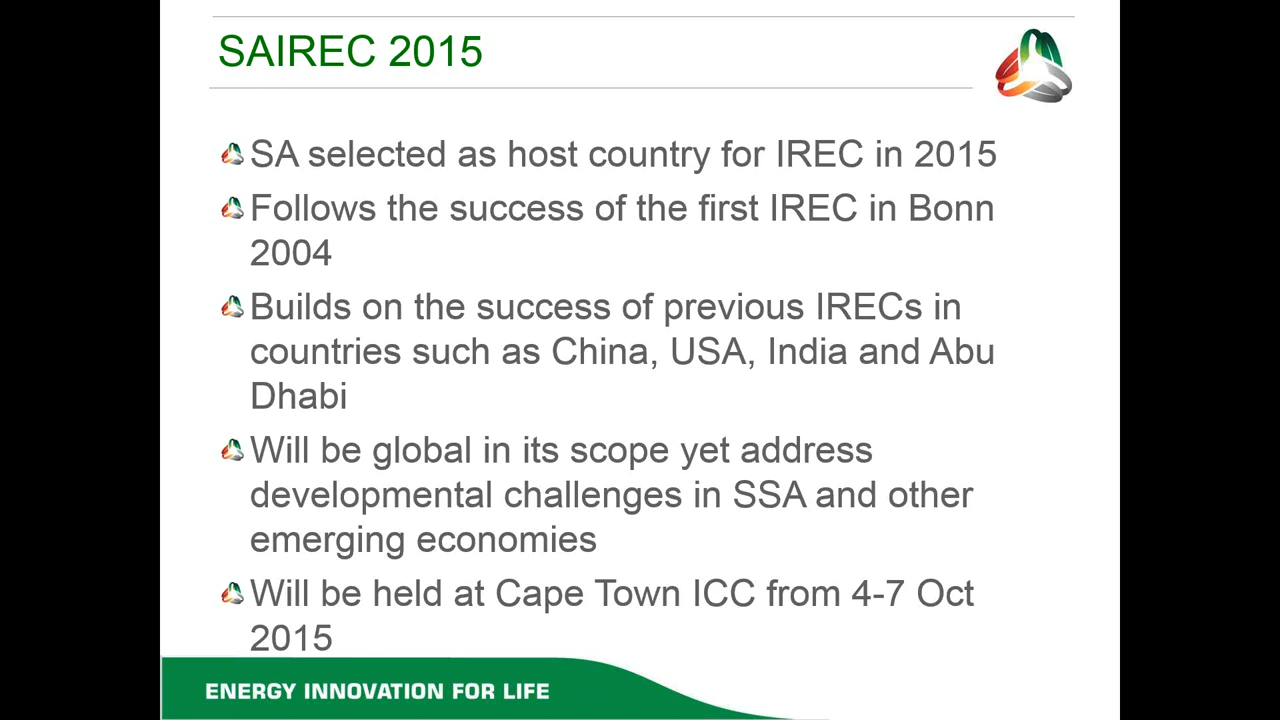 SAIREC 2015
SA selected as host country for IREC in 2015
Follows the success of the first IREC in Bonn
2004
Builds on the success of previous IRECs in
countries such as China, USA, India and Abu
Dhabi
Will be global in its scope yet address
developmental challenges in SSA and other
emerging economies
Will be held at Cape Town ICC from 4-7 Oct
2015
ENERGY INNOVATION FOR LIFE